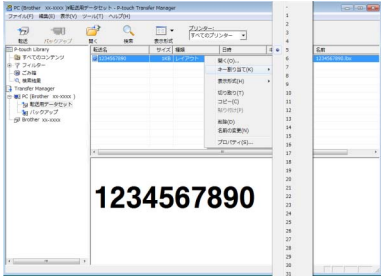 PC (Brother xx-xxxx )¥転送用データセット - P-touch Transfer Manager
ファイル(F) 編集(E) 表示(V) ツール(T) ヘルプ(H)
転送
バックアップ
開く
検索
表示形式
プリンター:
すべてのプリンター
P-touch Library
すべてのコンテンツ
フィルター
ごみ箱
検索結果
Transfer Manager
PC (Brother xx-xxxx )
転送用データセット
バックアップ
Brother xx-xxxx
転送名 サイズ 種類 日時 名前
1234567890 1KB レイアウト 1234567890.lbx
開く(O)...
キー割り当て(K)
表示形式(H)
切り取り(T)
コピー(C)
貼り付け(P)
削除(D)
名前の変更(N)
プロパティ(S)...
-
1
2
3
4
5
6
7
8
9
10
11
12
13
14
15
16
17
18
19
20
21
22
23
24
25
26
27
28
29
30
31
1234567890